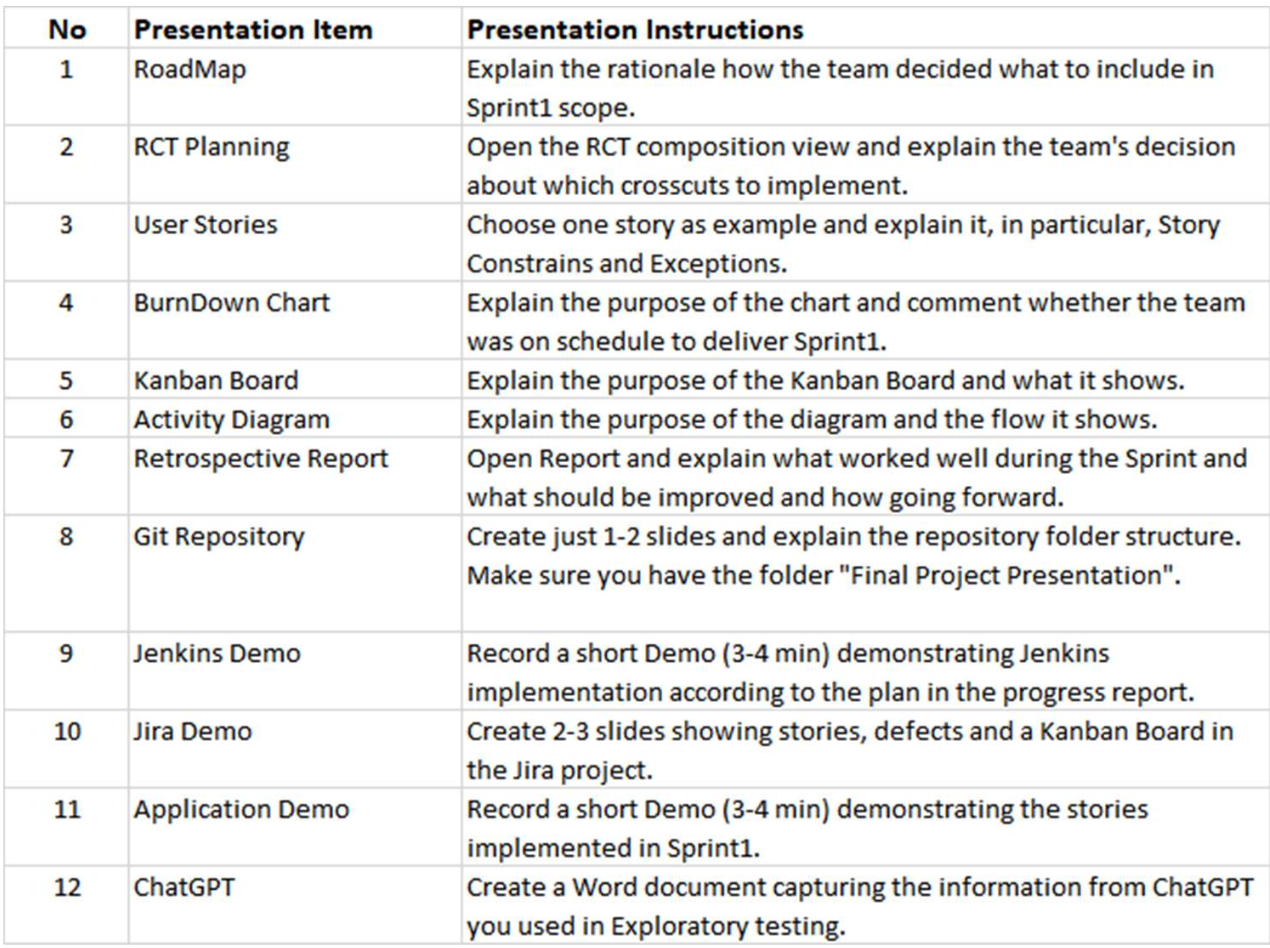 No Presentation Item Presentation Instructions
1 RoadMap Explain the rationale how the team decided what to include in
Sprint1 scope.
2 RCT Planning Open the RCT composition view and explain the team's decision
about which crosscuts to implement.
3 User Stories Choose one story as example and explain it, in particular, Story
Constrains and Exceptions.
4 BurnDown Chart Explain the purpose of the chart and comment whether the team
was on schedule to deliver Sprint1.
5 Kanban Board Explain the purpose of the Kanban Board and what it shows.
6 Activity Diagram Explain the purpose of the diagram and the flow it shows.
7 Retrospective Report Open Report and explain what worked well during the Sprint and
what should be improved and how going forward.
8 Git Repository Create just 1-2 slides and explain the repository folder structure.
Make sure you have the folder "Final Project Presentation".
9 Jenkins Demo Record a short Demo (3-4 min) demonstrating Jenkins
implementation according to the plan in the progress report.
10 Jira Demo Create 2-3 slides showing stories, defects and a Kanban Board in
the Jira project.
11 Application Demo Record a short Demo (3-4 min) demonstrating the stories
implemented in Sprint1.
12 ChatGPT Create a Word document capturing the information from ChatGPT
you used in Exploratory testing.